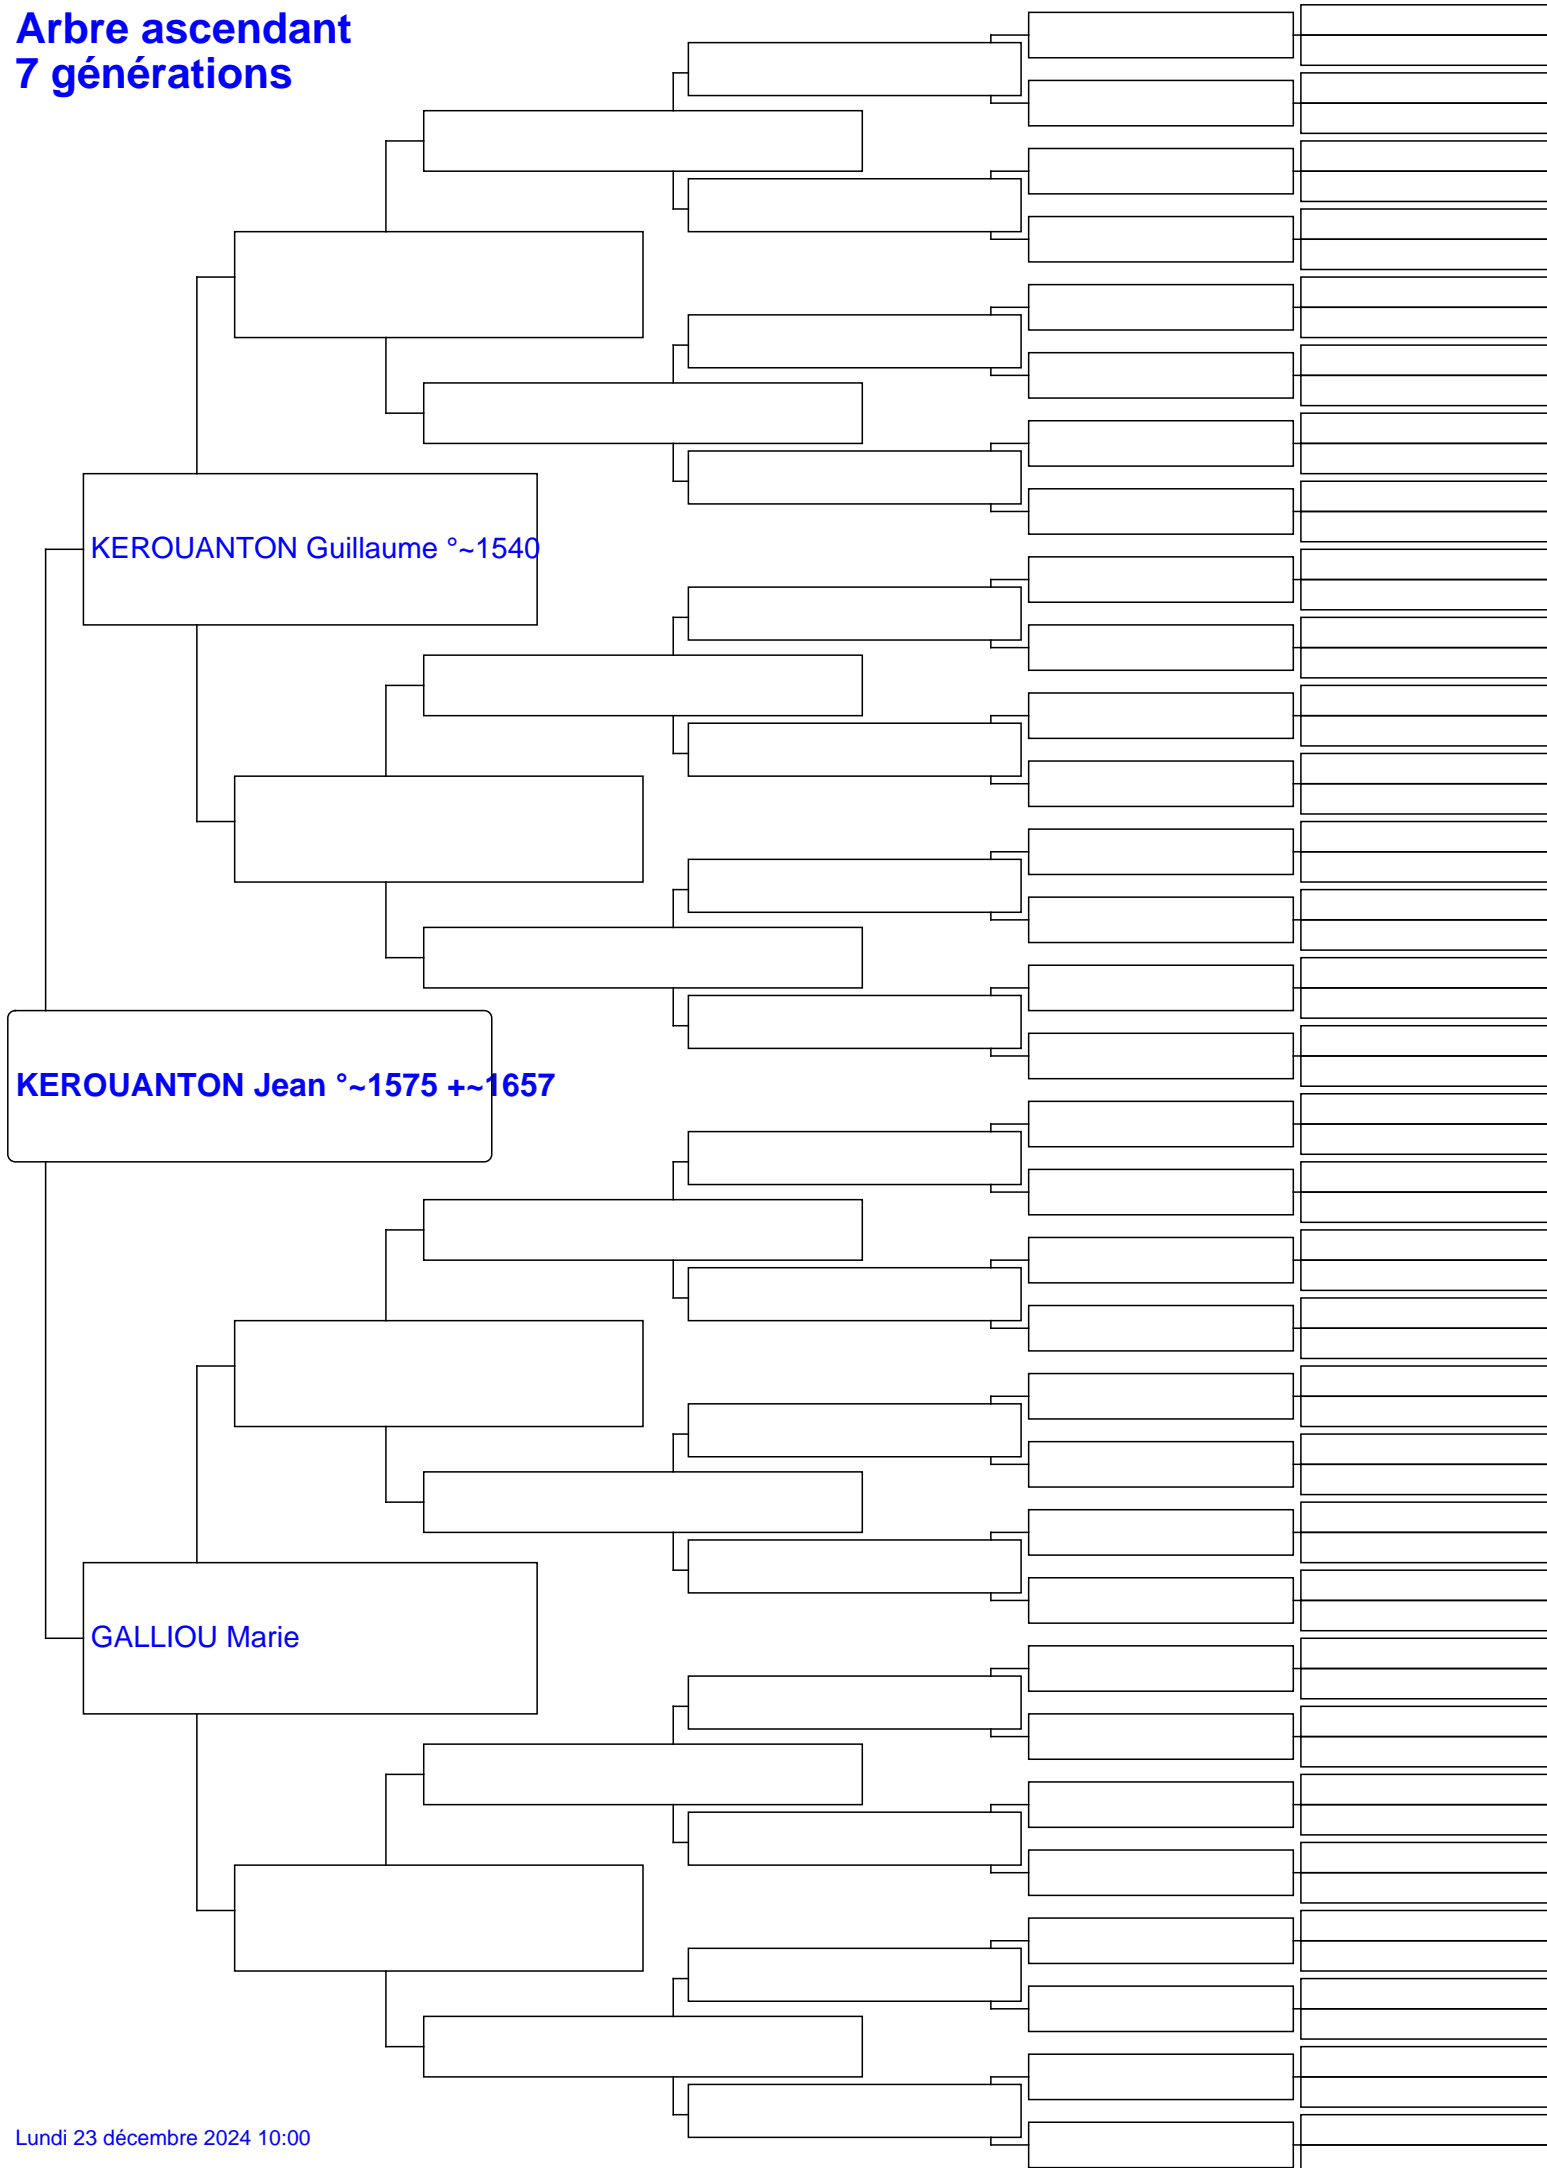 Arbre ascendant
7 générations
KEROUANTON Guillaume °~1540
KEROUANTON Jean °~1575 +~1657
GALLIOU Marie
Lundi 23 décembre 2024 10:00